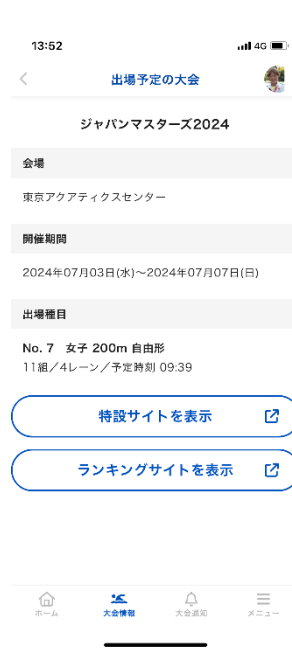 13:52
4G
出場予定の大会
ジャパンマスターズ2024
会場
東京アクアティクスセンター
開催期間
2024年07月03日(水)〜2024年07月07日(日)
出場種目
No. 7 女子 200m 自由形
11組／4レーン／予定時刻 09:39
特設サイトを表示
ランキングサイトを表示
ホーム
大会情報
大会通知
メニュー